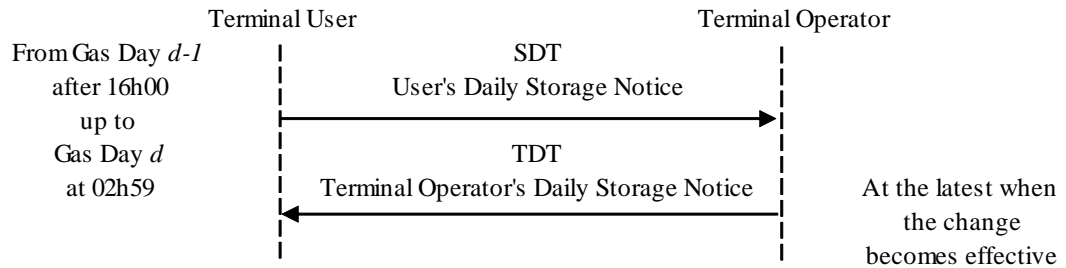 Terminal User
Terminal Operator
From Gas Day d-1
after 16h00
up to
Gas Day d
at 02h59
SDT
User's Daily Storage Notice
TDT
Terminal Operator's Daily Storage Notice
At the latest when
the change
becomes effective